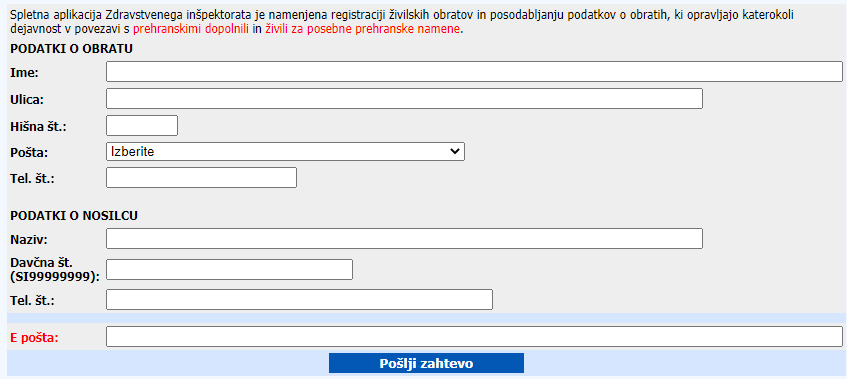 Spletna aplikacija Zdravstvenega inšpektorata je namenjena registraciji živilskih obratov in posodabljanju podatkov o obratih, ki opravljajo katerokoli
dejavnost v povezavi s prehranskimi dopolnili in živili za posebne prehranske namene.
PODATKI O OBRATU
Ime:
Ulica:
Hišna št.:
Pošta: Izberite
Tel. št.:
PODATKI O NOSILCU
Naziv:
Davčna št.
(SI99999999):
Tel. št.:
E pošta:
Pošlji zahtevo